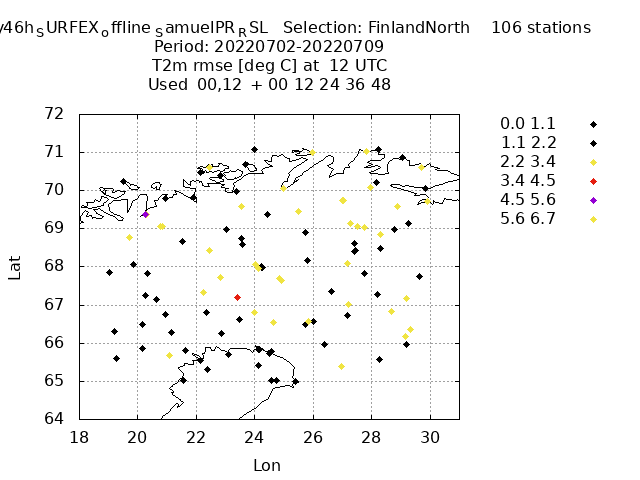 y46h_SURFEX_offline_SamuelPR_RSL Selection: FinlandNorth 106 stations
Period: 20220702-20220709
T2m rmse [deg C] at 12 UTC
Used 00,12 + 00 12 24 36 48
72
71
70
69
68
67
66
65
64
18 20 22 24 26 28 30
Lat
Lon
0.0 1.1
1.1 2.2
2.2 3.4
3.4 4.5
4.5 5.6
5.6 6.7